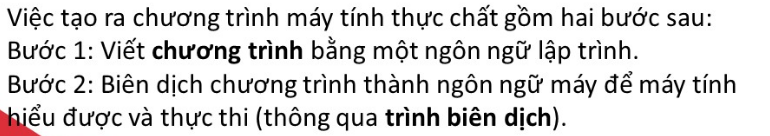 Việc tạo ra chương trình máy tính thực chất gồm hai bước sau:
Bước 1: Viết chương trình bằng một ngôn ngữ lập trình.
Bước 2: Biên dịch chương trình thành ngôn ngữ máy để máy tính
hiểu được và thực thi (thông qua trình biên dịch).